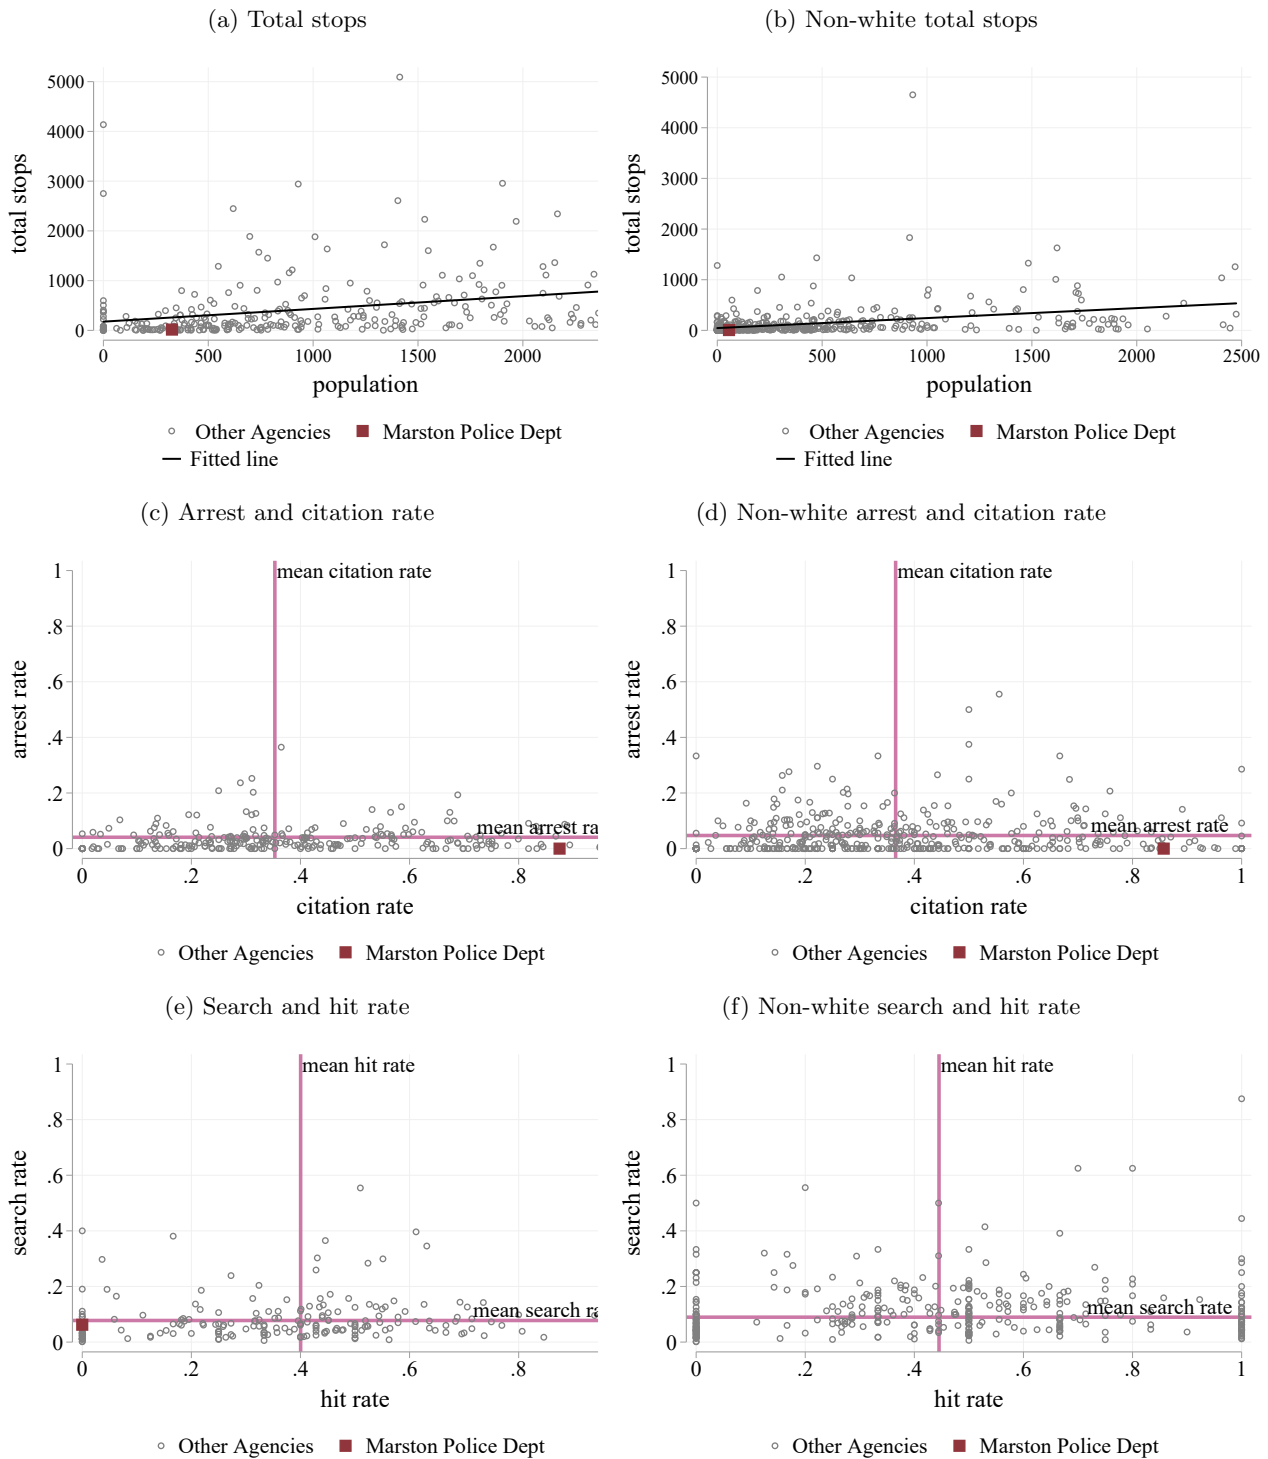 (a) Total stops
(b) Non-white total stops
total stops
5000
4000
3000
2000
1000
0
0 500 1000 1500 2000
population
Other Agencies Marston Police Dept
Fitted line
total stops
5000
4000
3000
2000
1000
0
0 500 1000 1500 2000 2500
population
Other Agencies Marston Police Dept
Fitted line
(c) Arrest and citation rate
(d) Non-white arrest and citation rate
arrest rate
1
.8
.6
.4
.2
0
mean citation rate
mean arrest ra
0 .2 .4 .6 .8
citation rate
Other Agencies Marston Police Dept
arrest rate
1
.8
.6
.4
.2
0
mean citation rate
mean arrest rate
0 .2 .4 .6 .8 1
citation rate
Other Agencies Marston Police Dept
(e) Search and hit rate
(f) Non-white search and hit rate
search rate
1
.8
.6
.4
.2
0
mean hit rate
mean search ra
0 .2 .4 .6 .8
hit rate
Other Agencies Marston Police Dept
search rate
1
.8
.6
.4
.2
0
mean hit rate
mean search rate
0 .2 .4 .6 .8 1
hit rate
Other Agencies Marston Police Dept